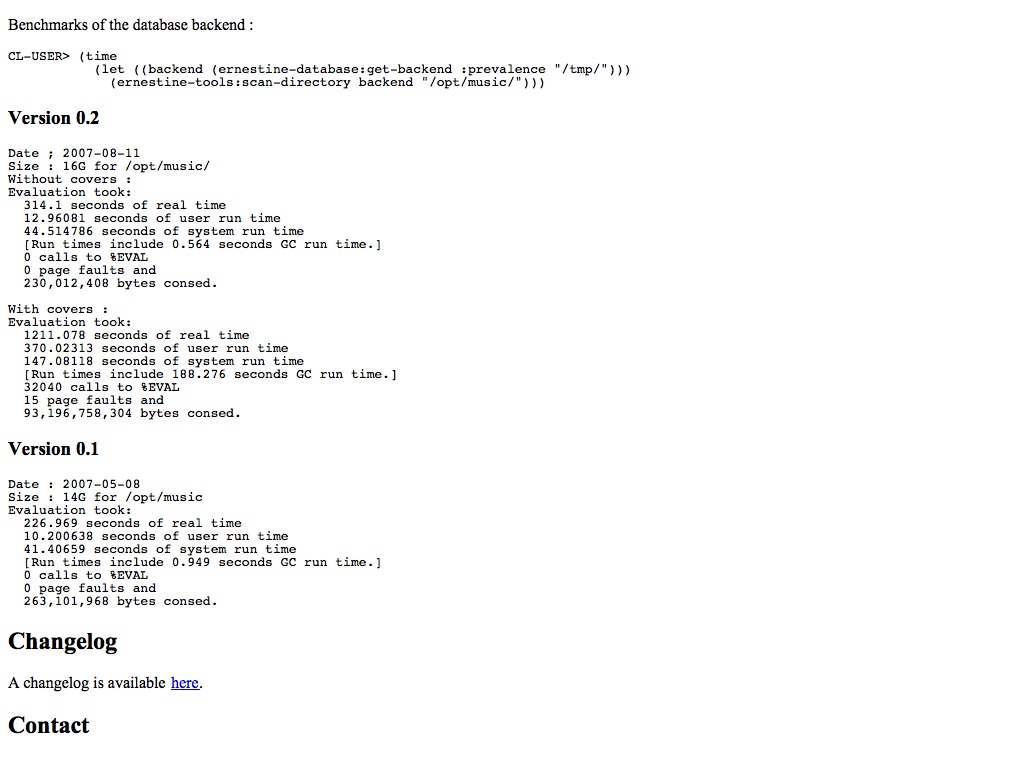 Benchmarks of the database backend :
CL-USER> (time
(let ((backend (ernestine-database:get-backend :prevalence "/tmp/")))
(ernestine-tools:scan-directory backend "/opt/music/")))
Version 0.2
Date ; 2007-08-11
Size : 16G for /opt/music/
Without covers :
Evaluation took:
314.1 seconds of real time
12.96081 seconds of user run time
44.514786 seconds of system run time
[Run times include 0.564 seconds GC run time.]
0 calls to %EVAL
0 page faults and
230,012,408 bytes consed.
With covers :
Evaluation took:
1211.078 seconds of real time
370.02313 seconds of user run time
147.08118 seconds of system run time
[Run times include 188.276 seconds GC run time.]
32040 calls to %EVAL
15 page faults and
93,196,758,304 bytes consed.
Version 0.1
Date : 2007-05-08
Size : 14G for /opt/music
Evaluation took:
226.969 seconds of real time
10.200638 seconds of user run time
41.40659 seconds of system run time
[Run times include 0.949 seconds GC run time.]
0 calls to %EVAL
0 page faults and
263,101,968 bytes consed.
Changelog
A changelog is available here.
Contact